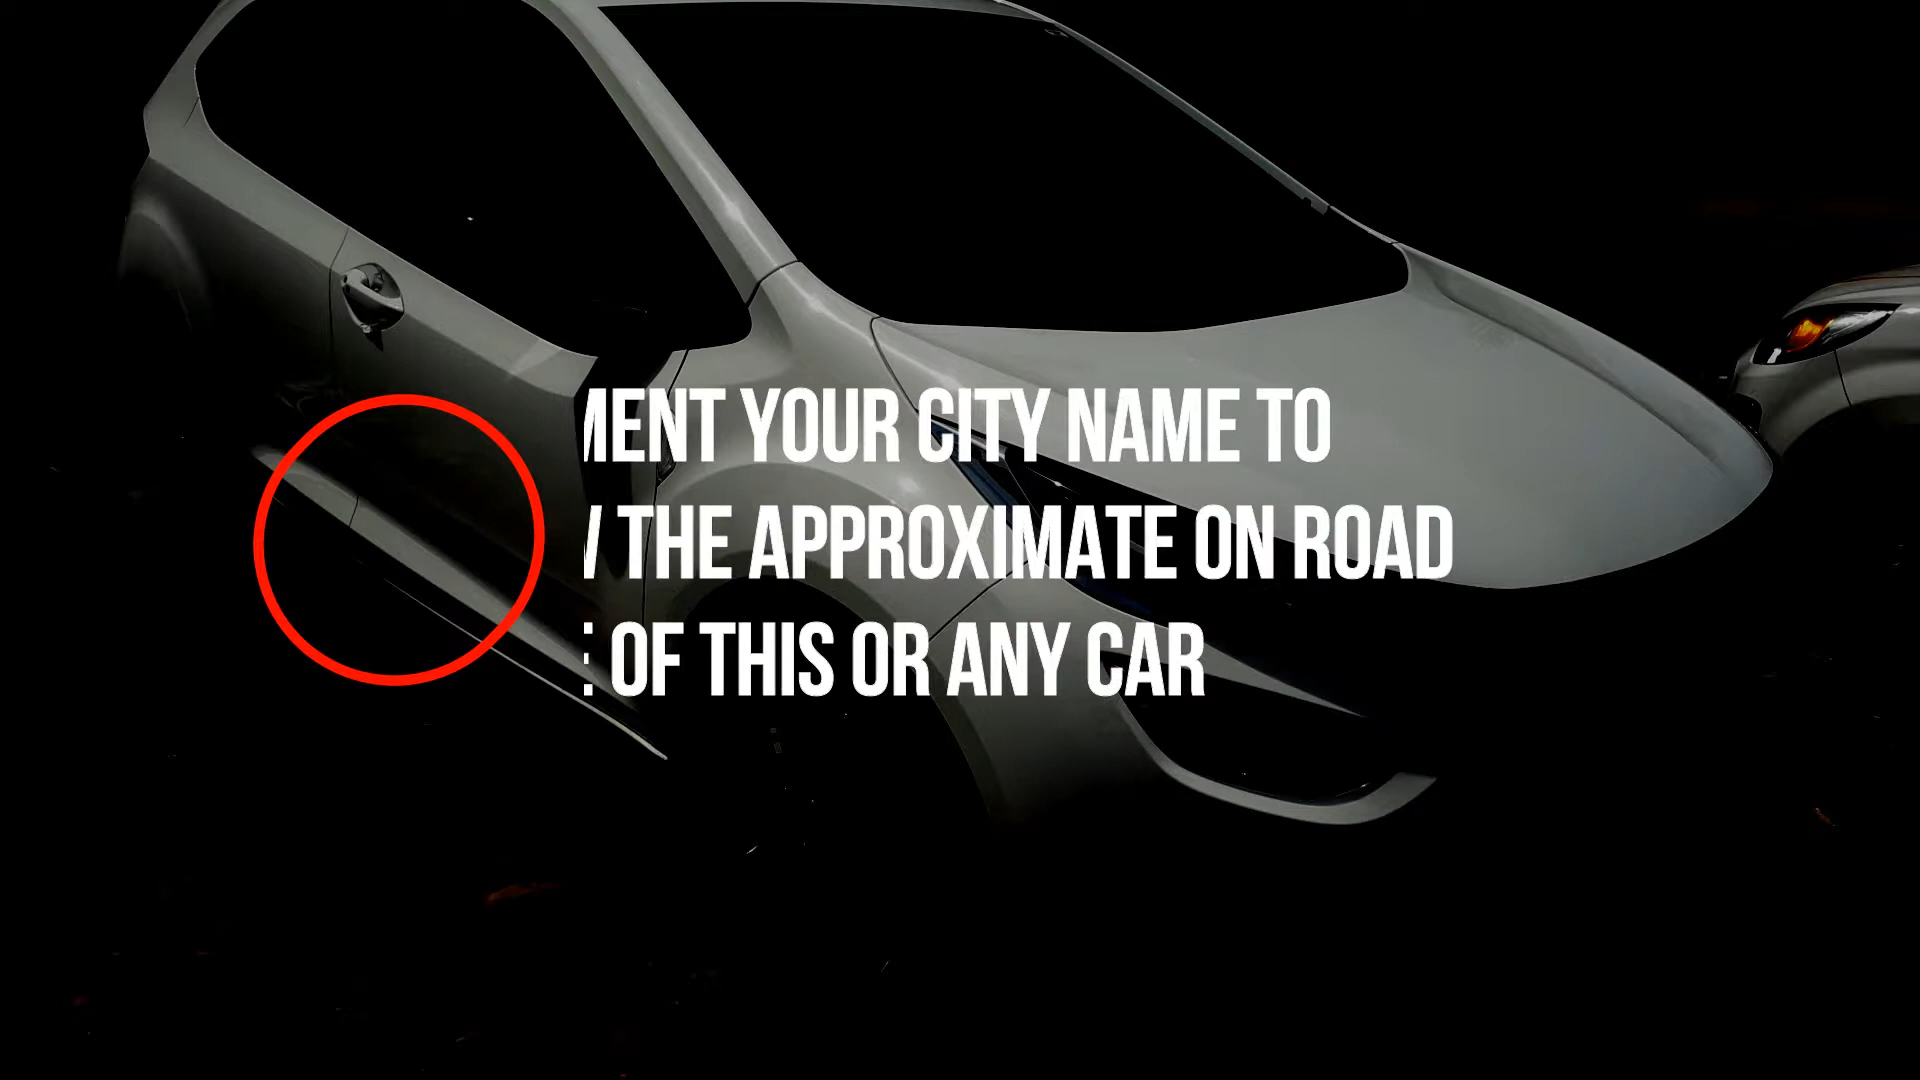 MENT YOUR CITY NAME TO
THE APPROXIMATE ON ROAD
OF THIS OR ANY CAR